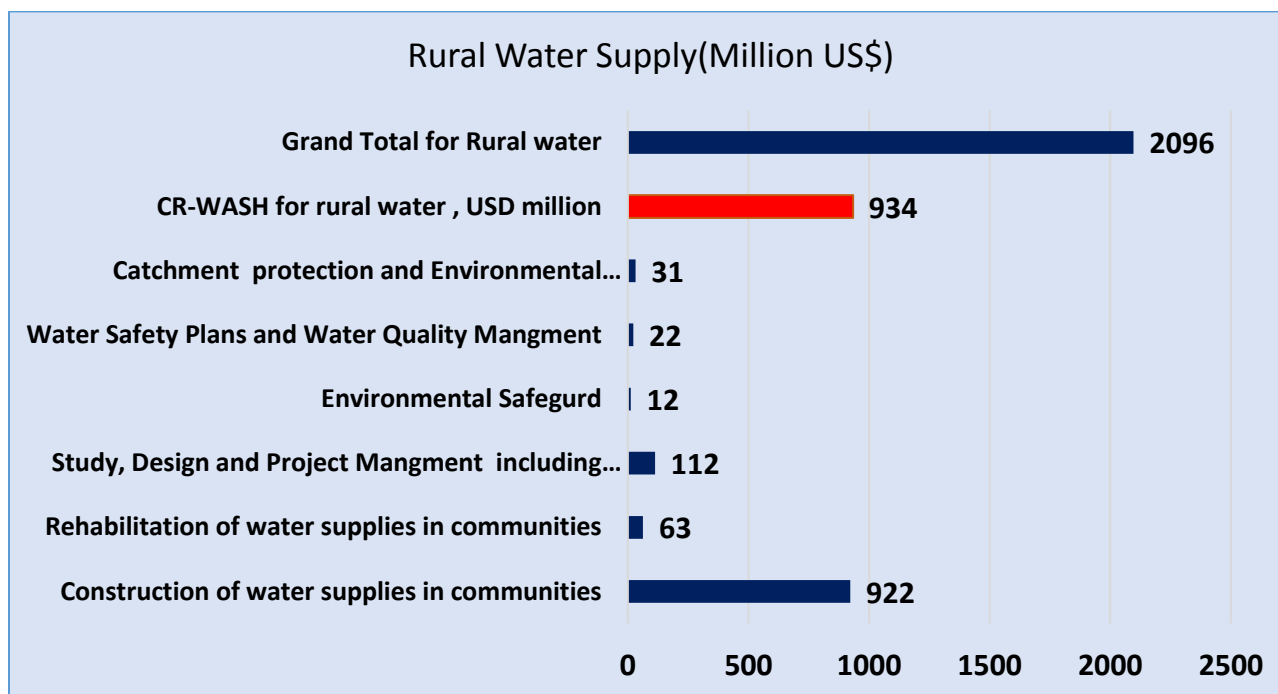 Rural Water Supply(Million US$)
Grand Total for Rural water
2096
CR-WASH for rural water , USD million
934
Catchment  protection and Environmental...
31
Water Safety Plans and Water Quality Mangment
22
Environmental Safegurd
12
Study, Design and Project Mangment  including...
112
Rehabilitation of water supplies in communities
63
Construction of water supplies in communities
922
0 500 1000 1500 2000 2500